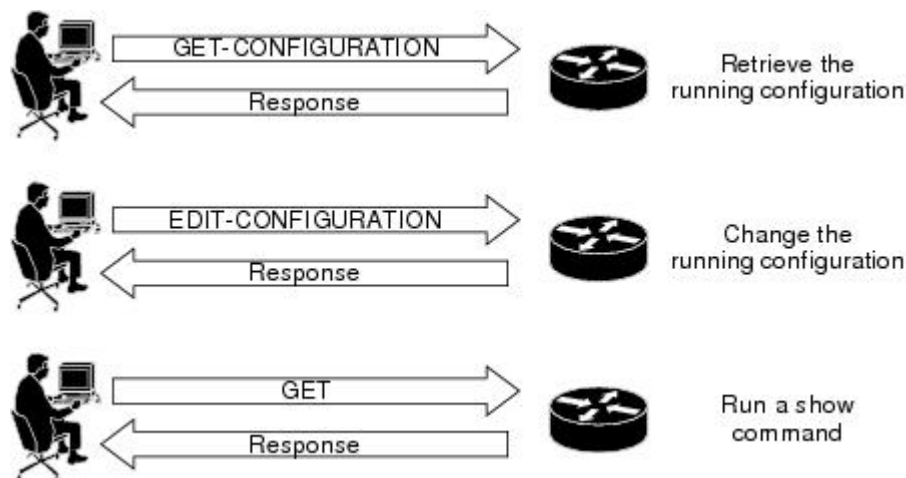 GET-CONFIGURATION
Response
Retrieve the
running configuration
EDIT-CONFIGURATION
Response
Change the
running configuration
GET
Response
Run a show
command